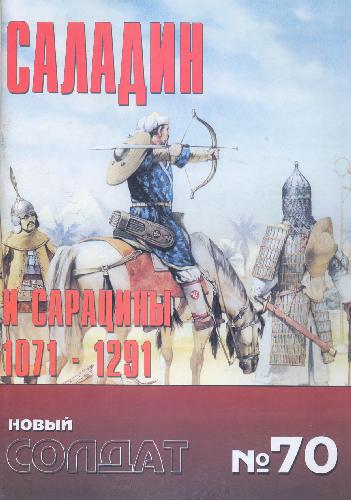 САЛАДИН
И САРАЦИНЫ
1071 - 1291
НОВЫЙ
СОЛДАТ
№70